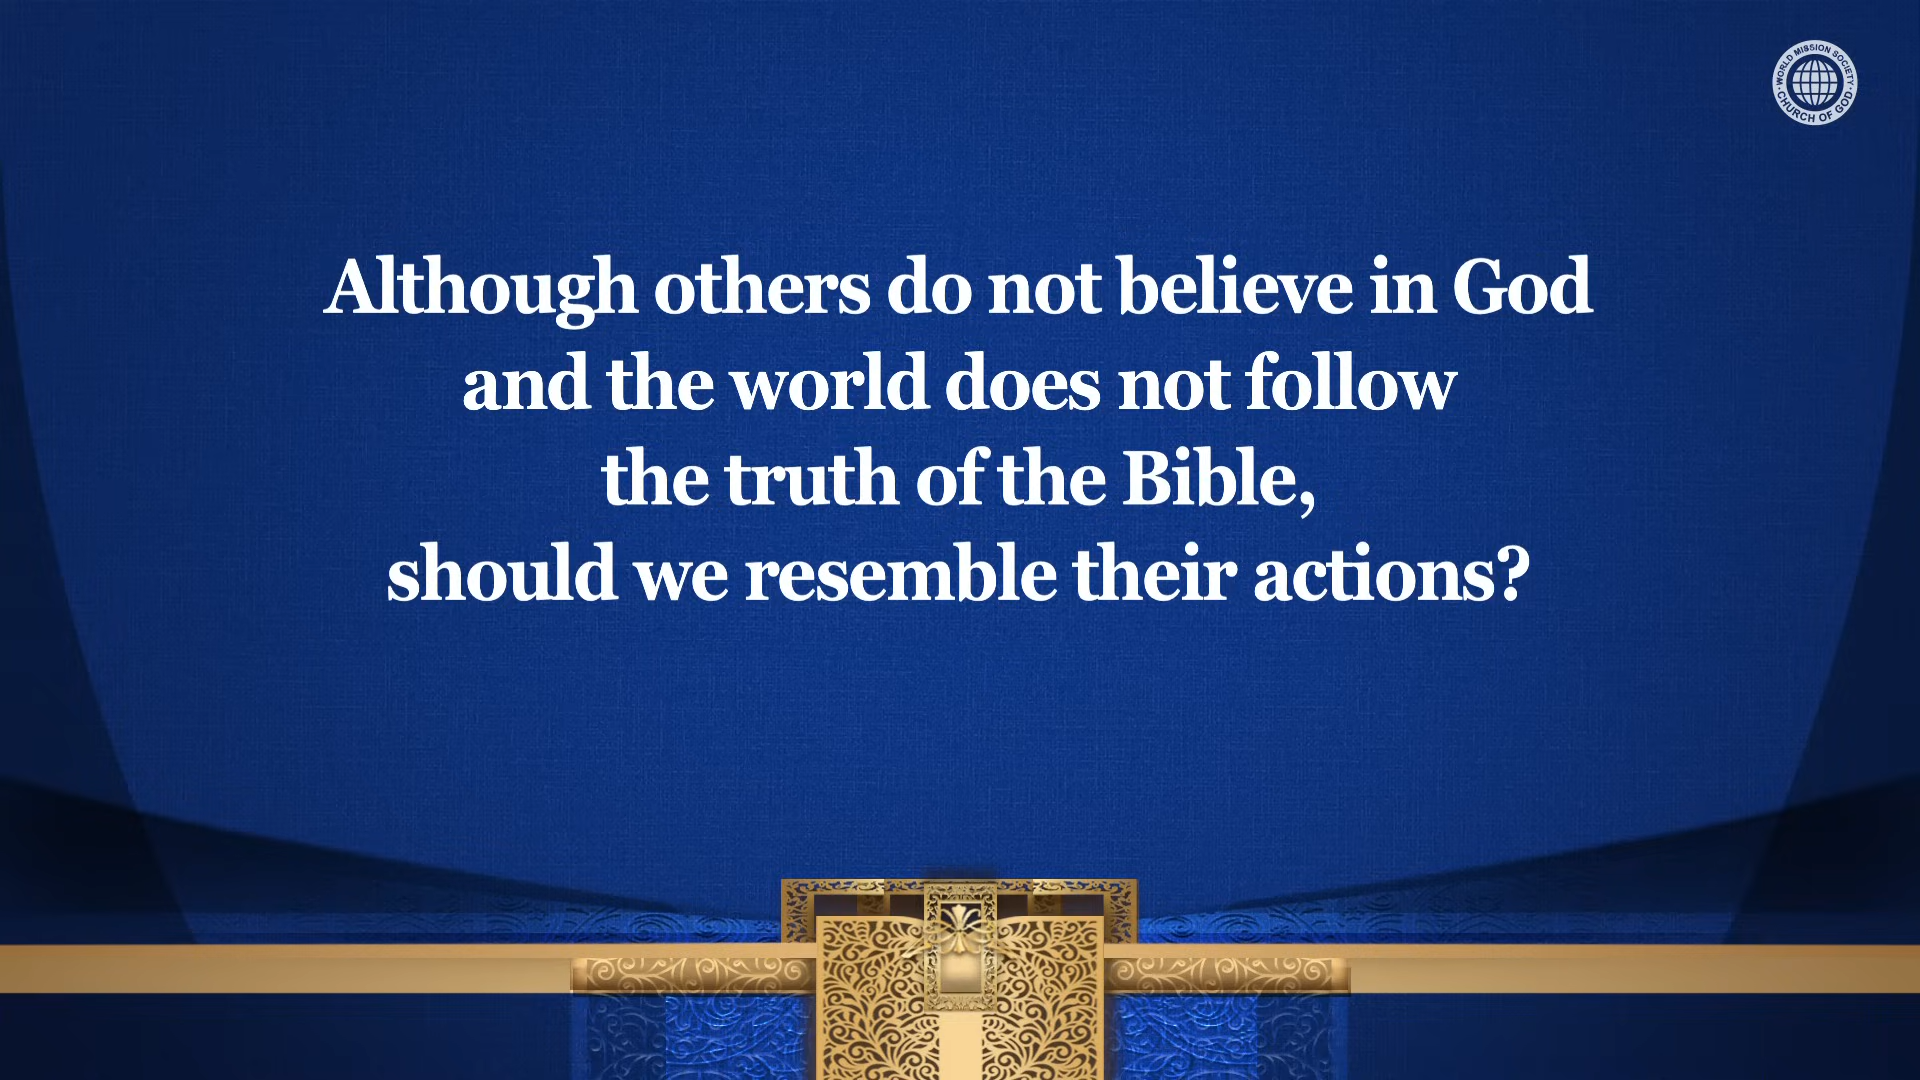 WORLD MISSION SOCIETY
CHURCH OF GOD
Although others do not believe in God
and the world does not follow
the truth of the Bible,
should we resemble their actions?